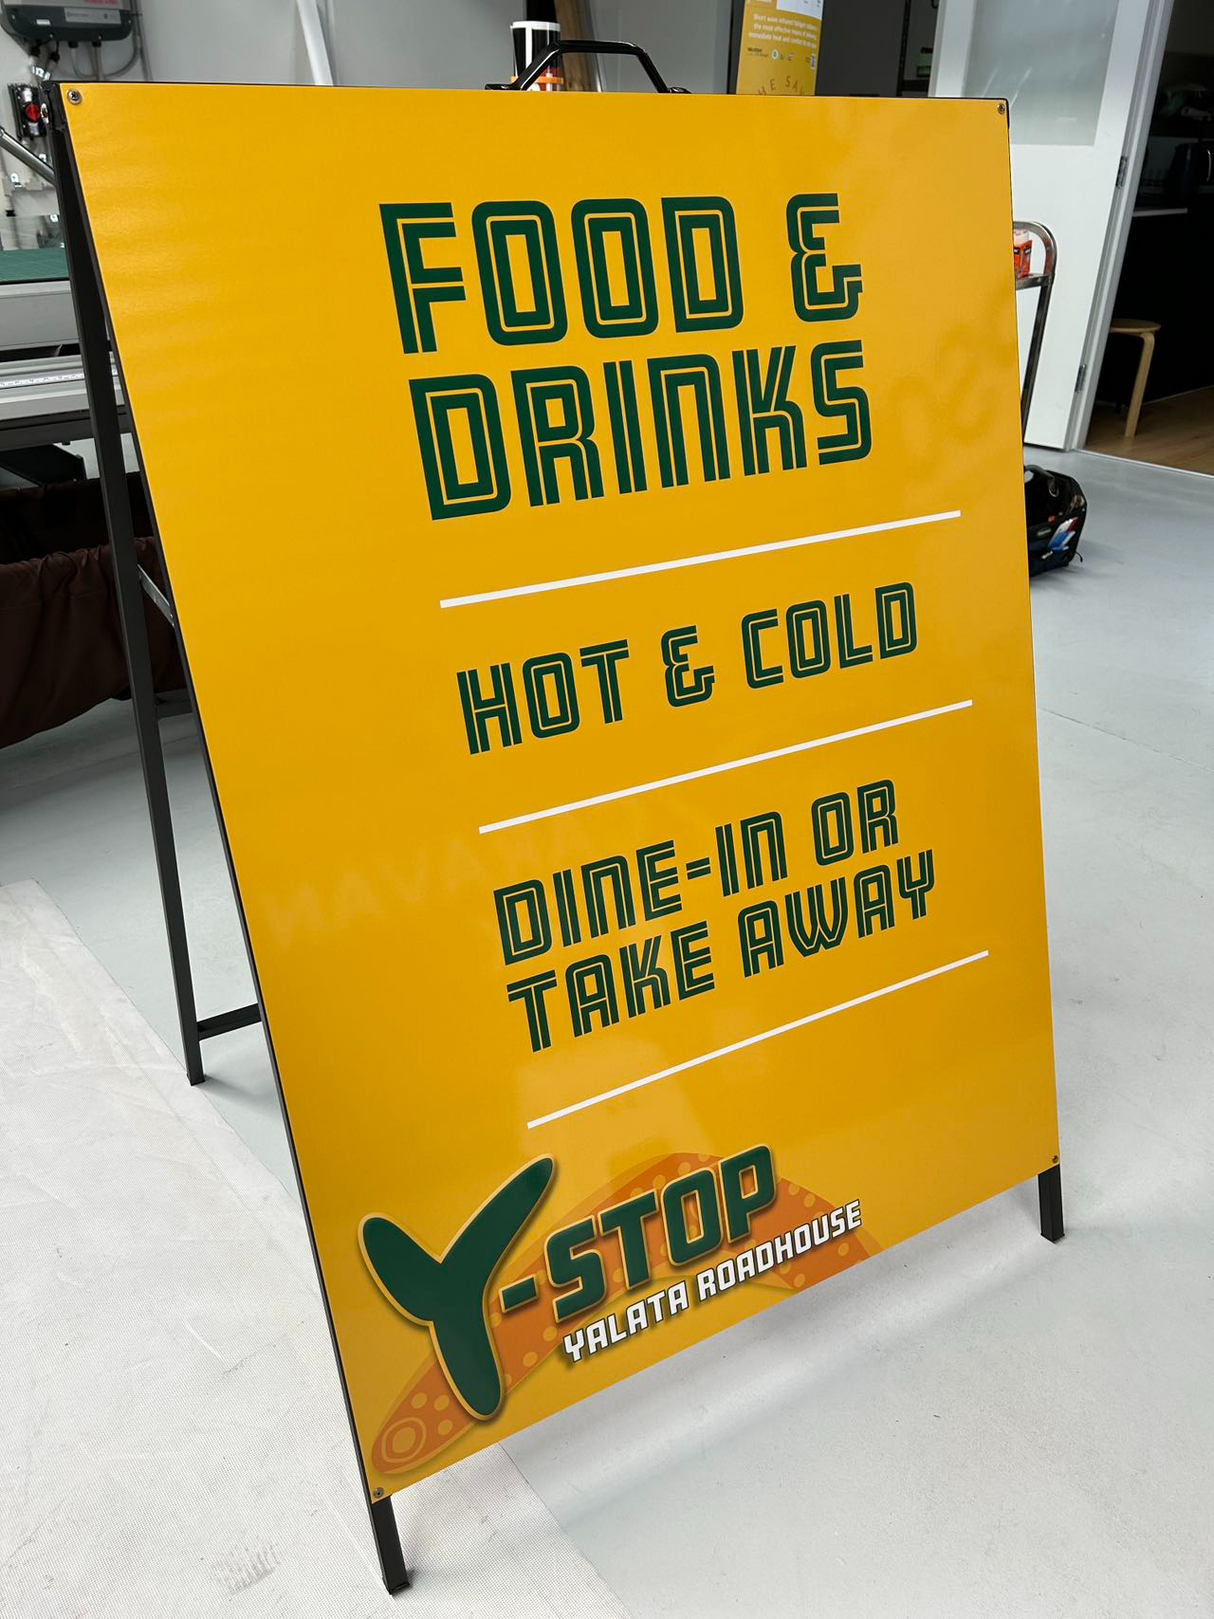 FOOD &
DRINKS
HOT & COLD
DINE-IN OR
TAKE AWAY
Y-STOP
YALATA ROADHOUSE